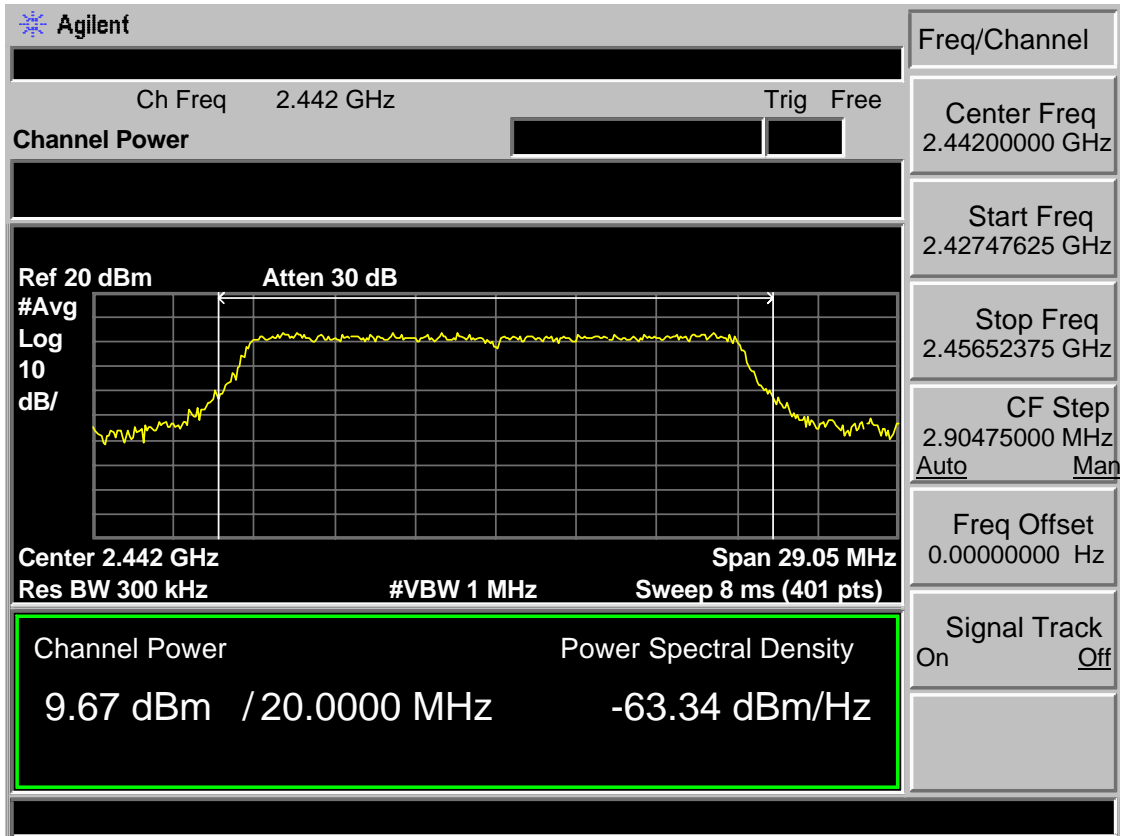 Agilent
Freq/Channel
Ch Freq 2.442 GHz Trig Free
Channel Power
Center Freq
2.44200000 GHz
Start Freq
2.42747625 GHz
Stop Freq
2.45652375 GHz
CF Step
2.90475000 MHz
Auto Man
Freq Offset
0.00000000 Hz
Signal Track
On Off
Ref 20 dBm Atten 30 dB
#Avg
Log
10
dB/
Center 2.442 GHz Span 29.05 MHz
Res BW 300 kHz #VBW 1 MHz Sweep 8 ms (401 pts)
Channel Power Power Spectral Density
9.67 dBm / 20.0000 MHz -63.34 dBm/Hz